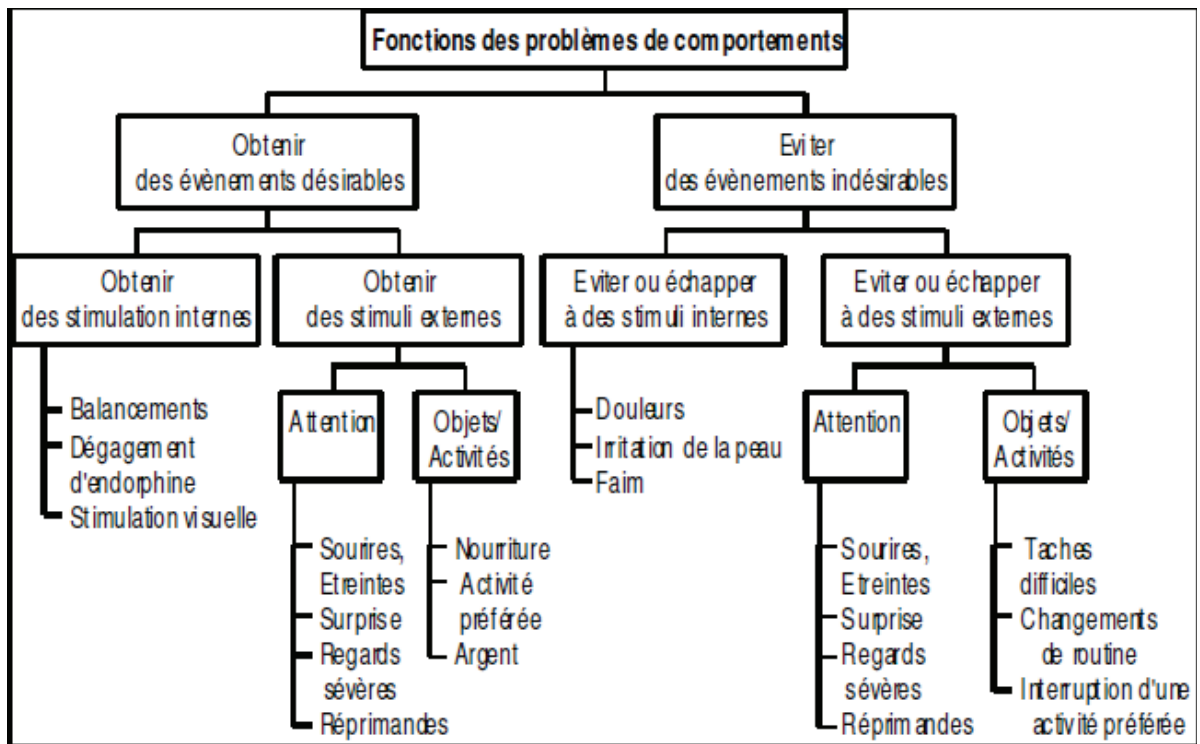 Fonctions des problèmes de comportements
Obtenir
des évènements désirables
Eviter
des évènements indésirables
Obtenir
des stimulation internes
Obtenir
des stimuli externes
Eviter ou échapper
à des stimuli internes
Eviter ou échapper
à des stimuli externes
Balancements
Dégagement
d'endorphine
Stimulation visuelle
Attention
Sourires,
Etreintes
Surprise
Regards
sévères
Réprimandes
Objets/
Activités
Nourriture
Activité
préférée
Argent
Douleurs
Irritation de la peau
Faim
Attention
Sourires,
Etreintes
Surprise
Regards
sévères
Réprimandes
Objets/
Activités
Taches
difficiles
Changements
de routine
Interruption d'une
activité préférée